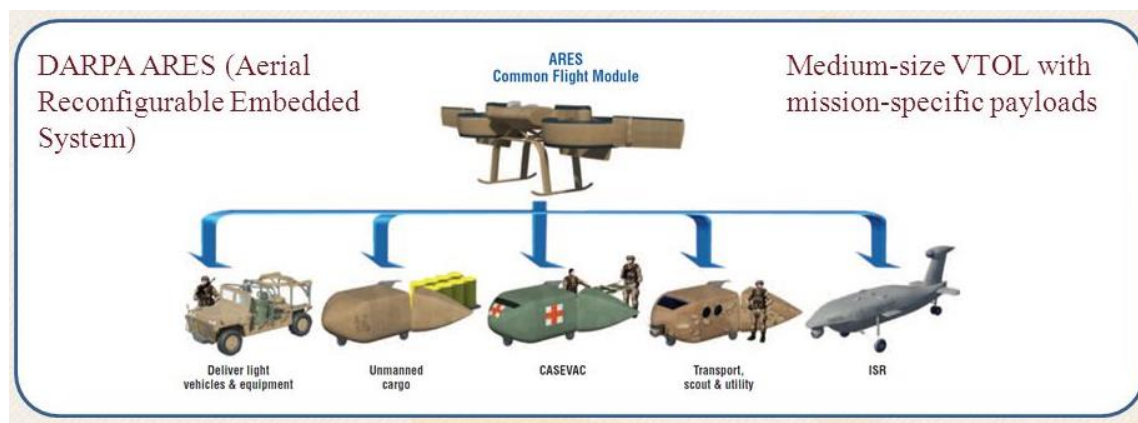 DARPA ARES (Aerial
Reconfigurable Embedded
System)
ARES
Common Flight Module
Medium-size VTOL with
mission-specific payloads
Deliver light
vehicles & equipment
Unmanned
cargo
CASEVAC
Transport,
scout & utility
ISR